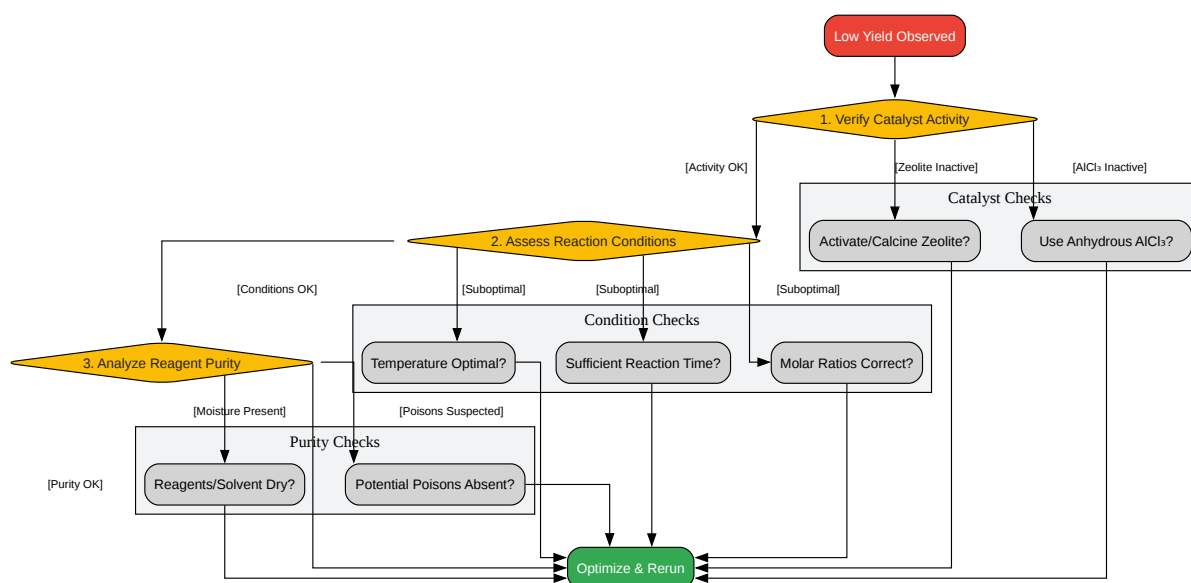 Low Yield Observed
1. Verify Catalyst Activity
[Activity OK]
[Zeolite Inactive]
[AlCl₃ Inactive]
Catalyst Checks
Activate/Calcine Zeolite?
Use Anhydrous AlCl₃?
2. Assess Reaction Conditions
[Conditions OK]
[Suboptimal]
[Suboptimal]
[Suboptimal]
Condition Checks
Temperature Optimal?
Sufficient Reaction Time?
Molar Ratios Correct?
3. Analyze Reagent Purity
[Moisture Present]
[Poisons Suspected]
Purity Checks
[Purity OK]
Reagents/Solvent Dry?
Potential Poisons Absent?
Optimize & Rerun